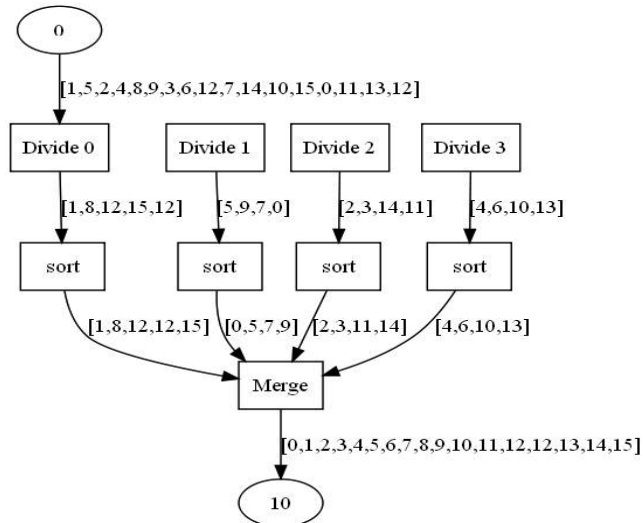 0
[1,5,2,4,8,9,3,6,12,7,14,10,15,0,11,13,12]
Divide 0
Divide 1
Divide 2
Divide 3
[1,8,12,15,12]
[5,9,7,0]
[2,3,14,11]
[4,6,10,13]
sort
sort
sort
sort
[1,8,12,12,15]
[0,5,7,9]
[2,3,11,14]
[4,6,10,13]
Merge
[0,1,2,3,4,5,6,7,8,9,10,11,12,12,13,14,15]
10